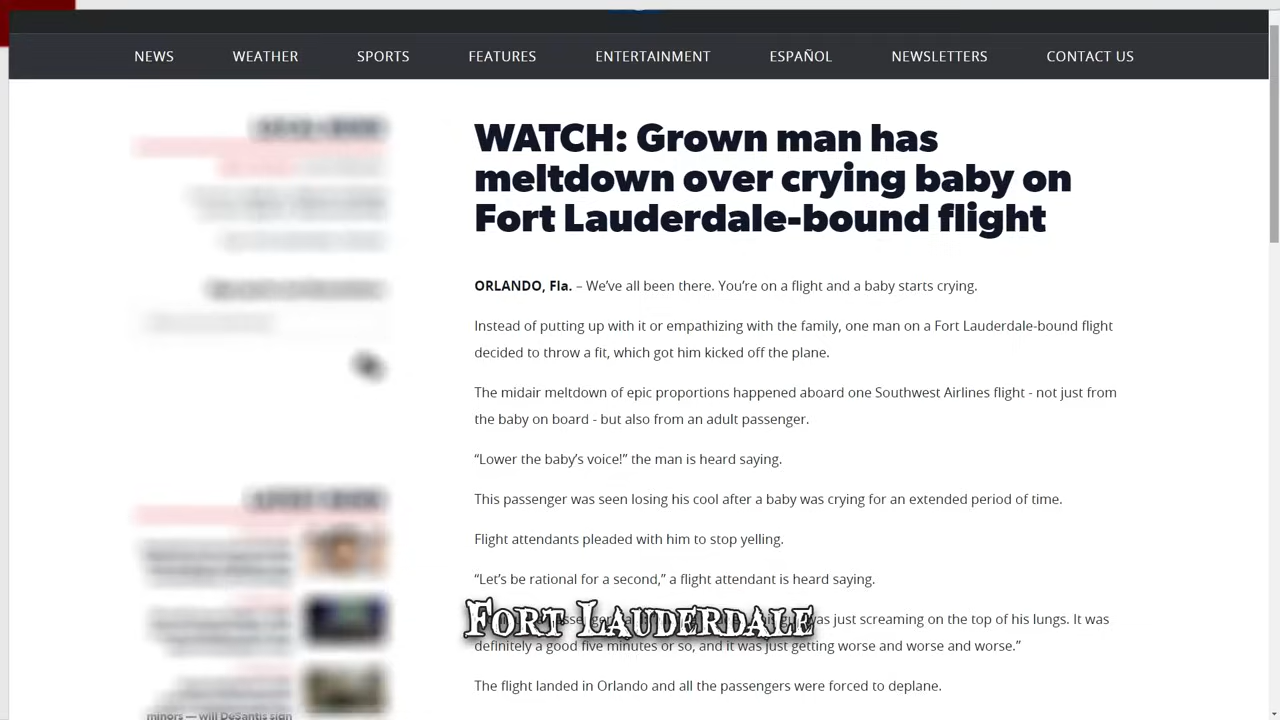 NEWS WEATHER SPORTS FEATURES ENTERTAINMENT ESPAÑOL NEWSLETTERS CONTACT US
WATCH: Grown man has
meltdown over crying baby on
Fort Lauderdale-bound flight
ORLANDO, Fla. – We’ve all been there. You’re on a flight and a baby starts crying.
Instead of putting up with it or empathizing with the family, one man on a Fort Lauderdale-bound flight
decided to throw a fit, which got him kicked off the plane.
The midair meltdown of epic proportions happened aboard one Southwest Airlines flight - not just from
the baby on board - but also from an adult passenger.
“Lower the baby’s voice!” the man is heard saying.
This passenger was seen losing his cool after a baby was crying for an extended period of time.
Flight attendants pleaded with him to stop yelling.
“Let’s be rational for a second,” a flight attendant is heard saying.
Fort Lauderdale
was just screaming on the top of his lungs. It was
definitely a good five minutes or so, and it was just getting worse and worse and worse.”
The flight landed in Orlando and all the passengers were forced to deplane.
minors — will DeSantis sign